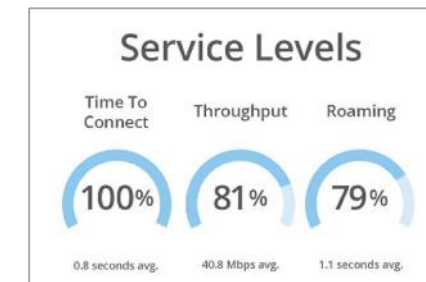 Service Levels
Time To
Connect
Throughput
Roaming
100%
81%
79%
0.8 seconds avg.
40.8 Mbps avg.
1.1 seconds avg.